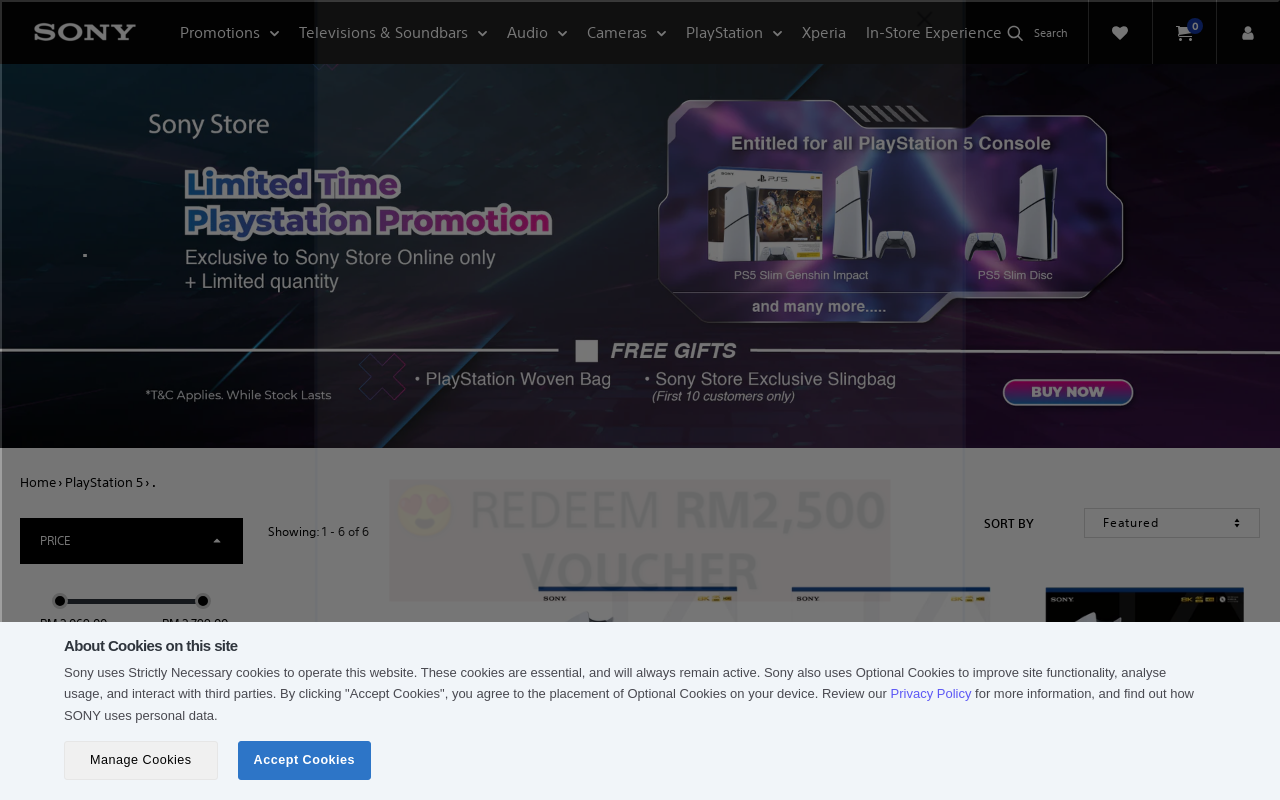 SONY
Promotions
Televisions & Soundbars
Audio
Cameras
PlayStation
Xperia
In-Store Experience
Search
0
Sony Store
Limited Time
Playstation Promotion
Exclusive to Sony Store Online only
+ Limited quantity
Entitled for all PlayStation 5 Console
PS5 Slim Genshin Impact
PS5 Slim Disc
and many more.....
FREE GIFTS
• PlayStation Woven Bag
• Sony Store Exclusive Slingbag
(First 10 customers only)
*T&C Applies. While Stock Lasts
BUY NOW
Home › PlayStation 5 › .
PRICE
Showing: 1 - 6 of 6
SORT BY
Featured
REDEEM RM2,500
VOUCHER
SONY
SONY
SONY
About Cookies on this site
Sony uses Strictly Necessary cookies to operate this website. These cookies are essential, and will always remain active. Sony also uses Optional Cookies to improve site functionality, analyse
usage, and interact with third parties. By clicking "Accept Cookies", you agree to the placement of Optional Cookies on your device. Review our Privacy Policy for more information, and find out how
SONY uses personal data.
Manage Cookies
Accept Cookies